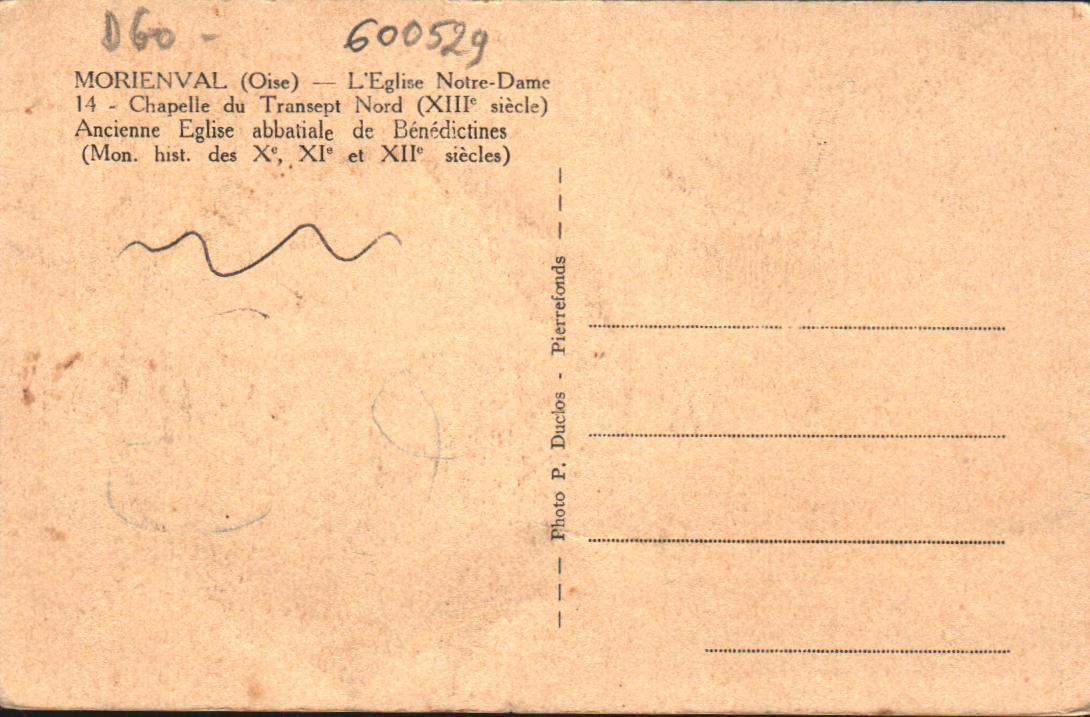 D60 - 600529
MORIENVAL (Oise) — L'Eglise Notre-Dame
14 - Chapelle du Transept Nord (XIIIe siècle)
Ancienne Eglise abbatiale de Bénédictines
(Mon. hist. des Xe, XIe et XIIe siècles)
Photo P. Duclos - Pierrefonds